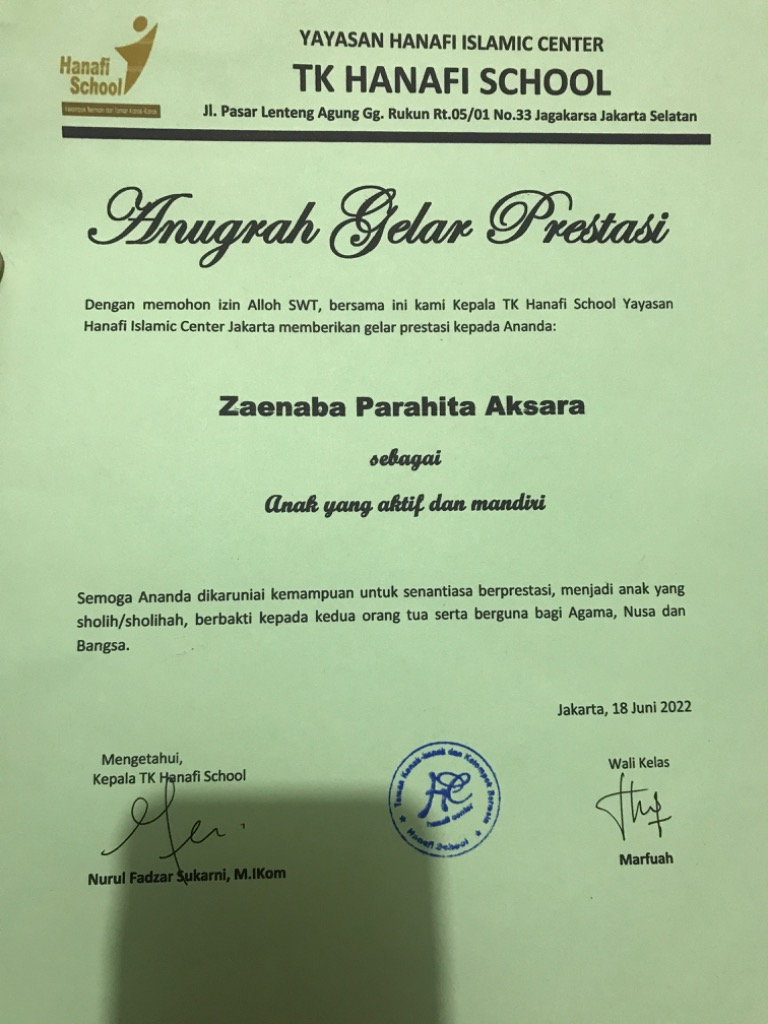 Hanafi
School
YAYASAN HANAFI ISLAMIC CENTER
TK HANAFI SCHOOL
Jl. Pasar Lenteng Agung Gg. Rukun Rt.05/01 No.33 Jagakarsa Jakarta Selatan
Anugrah Gelar Prestasi
Dengan memohon izin Alloh SWT, bersama ini kami Kepala TK Hanafi School Yayasan
Hanafi Islamic Center Jakarta memberikan gelar prestasi kepada Ananda:
Zaenaba Parahita Aksara
sebagai
Anak yang aktif dan mandiri
Semoga Ananda dikaruniai kemampuan untuk senantiasa berprestasi, menjadi anak yang
sholih/sholihah, berbakti kepada kedua orang tua serta berguna bagi Agama, Nusa dan
Bangsa.
Jakarta, 18 Juni 2022
Mengetahui,
Kepala TK Hanafi School
Nurul Fadzar Sukarni, M.IKom
Taman Kanak-kanak dan Kelompok Bermain
Hanafi Center
Hanafi School
Wali Kelas
Marfuah